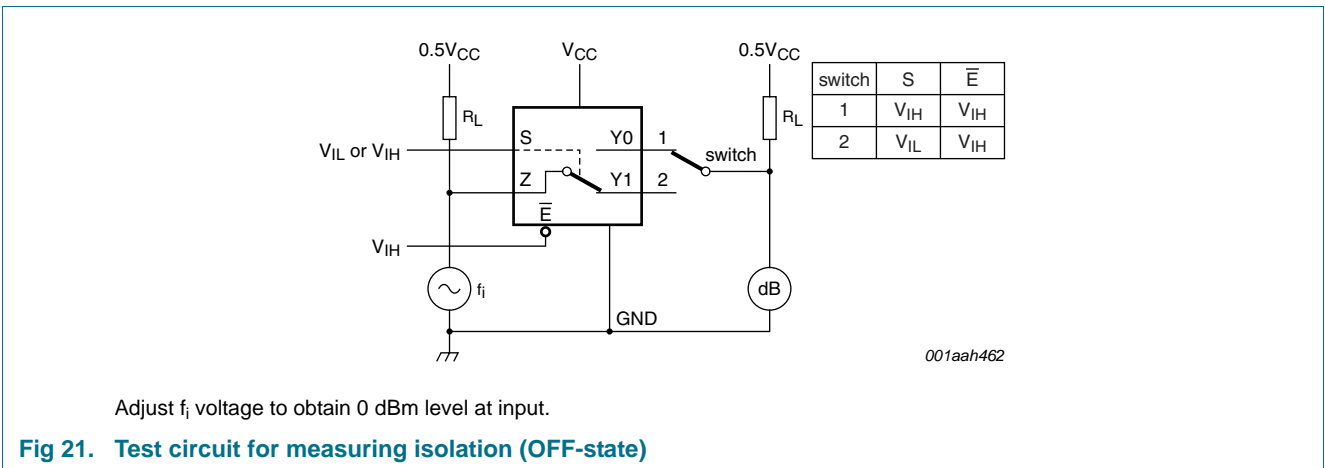 0.5VCC VCC 0.5VCC
switch S E̅
1 VIH VIH
2 VIL VIH
RL RL
VIL or VIH S Y0 1 switch
Z Y1 2
E̅
VIH
fi dB
GND
001aah462
Adjust fi voltage to obtain 0 dBm level at input.
Fig 21. Test circuit for measuring isolation (OFF-state)